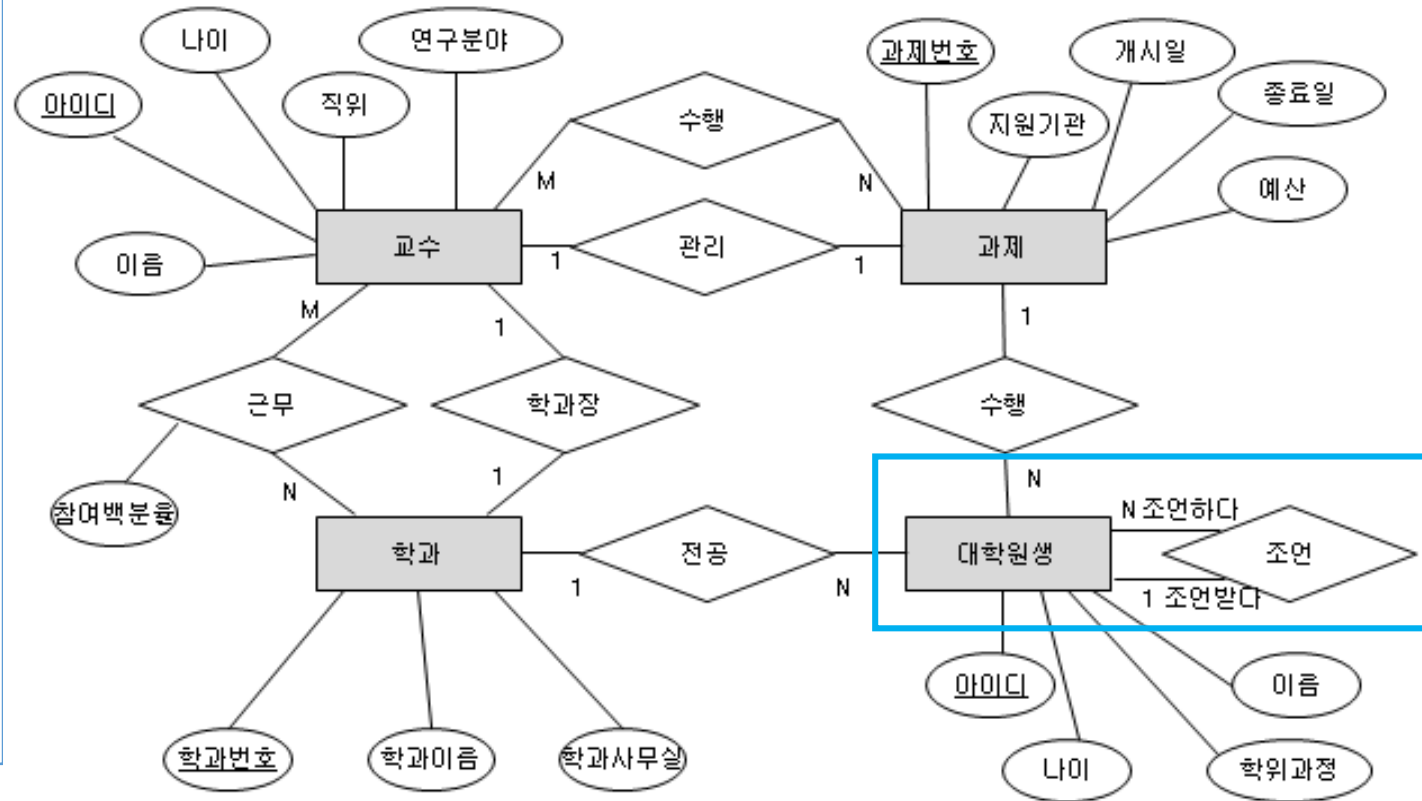 나이
연구분야
과제번호
개시일
아이디
직위
수행
지원기관
종료일
M
N
예산
이름
교수
1
관리
1
과제
M
1
1
근무
학과장
수행
참여백분율
N
1
N
N 조언하다
학과
전공
대학원생
조언
1
N
1 조언받다
아이디
이름
학과번호
학과이름
학과사무실
나이
학위과정